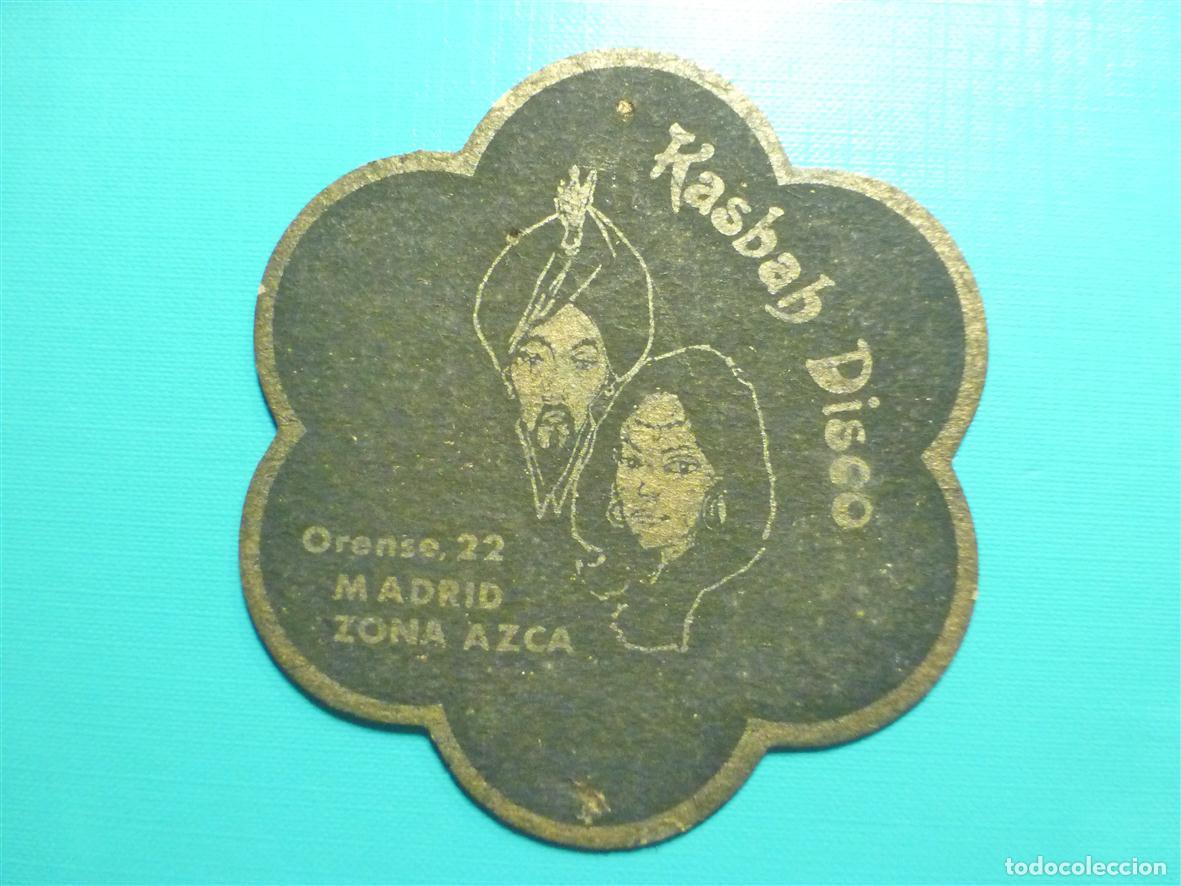 Kasbah Disco
Orense, 22
MADRID
ZONA AZCA
todocoleccion